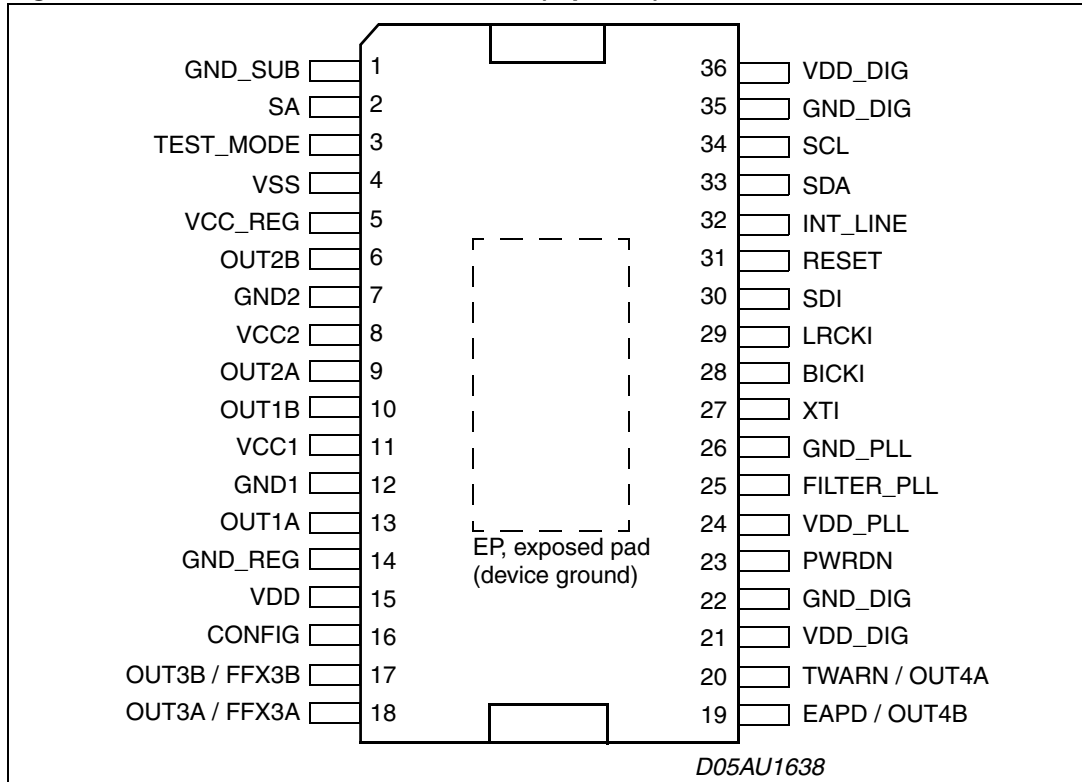 GND_SUB 1 36 VDD_DIG
SA 2 35 GND_DIG
TEST_MODE 3 34 SCL
VSS 4 33 SDA
VCC_REG 5 32 INT_LINE
OUT2B 6 31 RESET
GND2 7 30 SDI
VCC2 8 29 LRCKI
OUT2A 9 28 BICKI
OUT1B 10 27 XTI
VCC1 11 26 GND_PLL
GND1 12 25 FILTER_PLL
OUT1A 13 24 VDD_PLL
EP, exposed pad
(device ground)
GND_REG 14 23 PWRDN
VDD 15 22 GND_DIG
CONFIG 16 21 VDD_DIG
OUT3B / FFX3B 17 20 TWARN / OUT4A
OUT3A / FFX3A 18 19 EAPD / OUT4B
D05AU1638